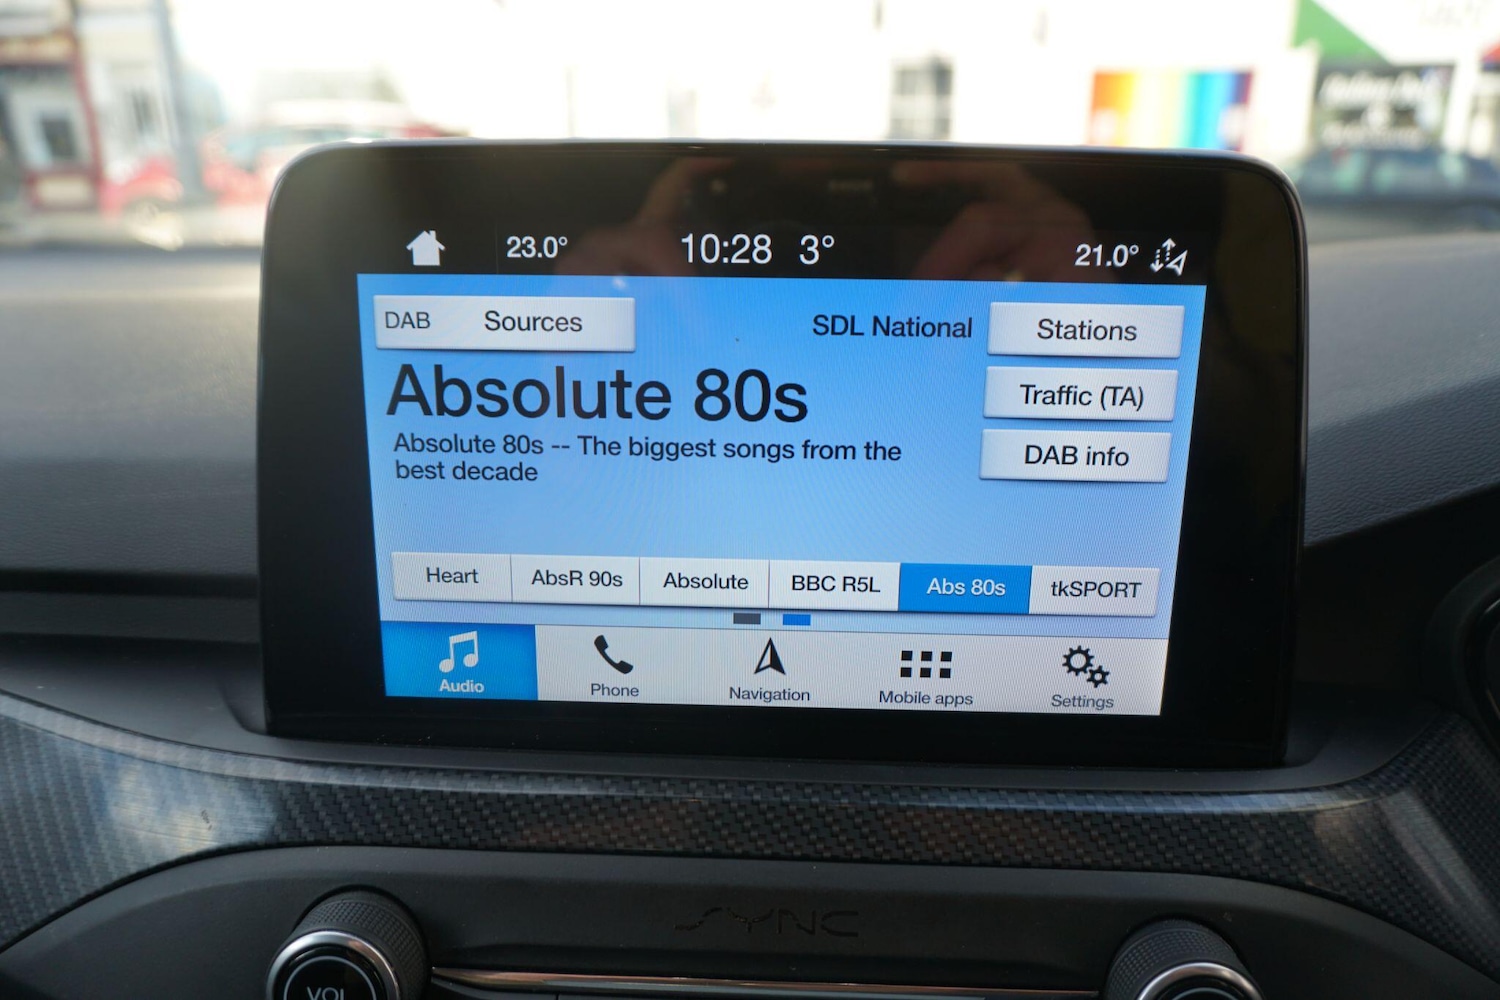 23.0° 10:28 3° 21.0°
DAB Sources SDL National Stations
Absolute 80s
Traffic (TA)
Absolute 80s -- The biggest songs from the
best decade
DAB info
Heart AbsR 90s Absolute BBC R5L Abs 80s tkSPORT
Audio Phone Navigation Mobile apps Settings
SYNC
VOL